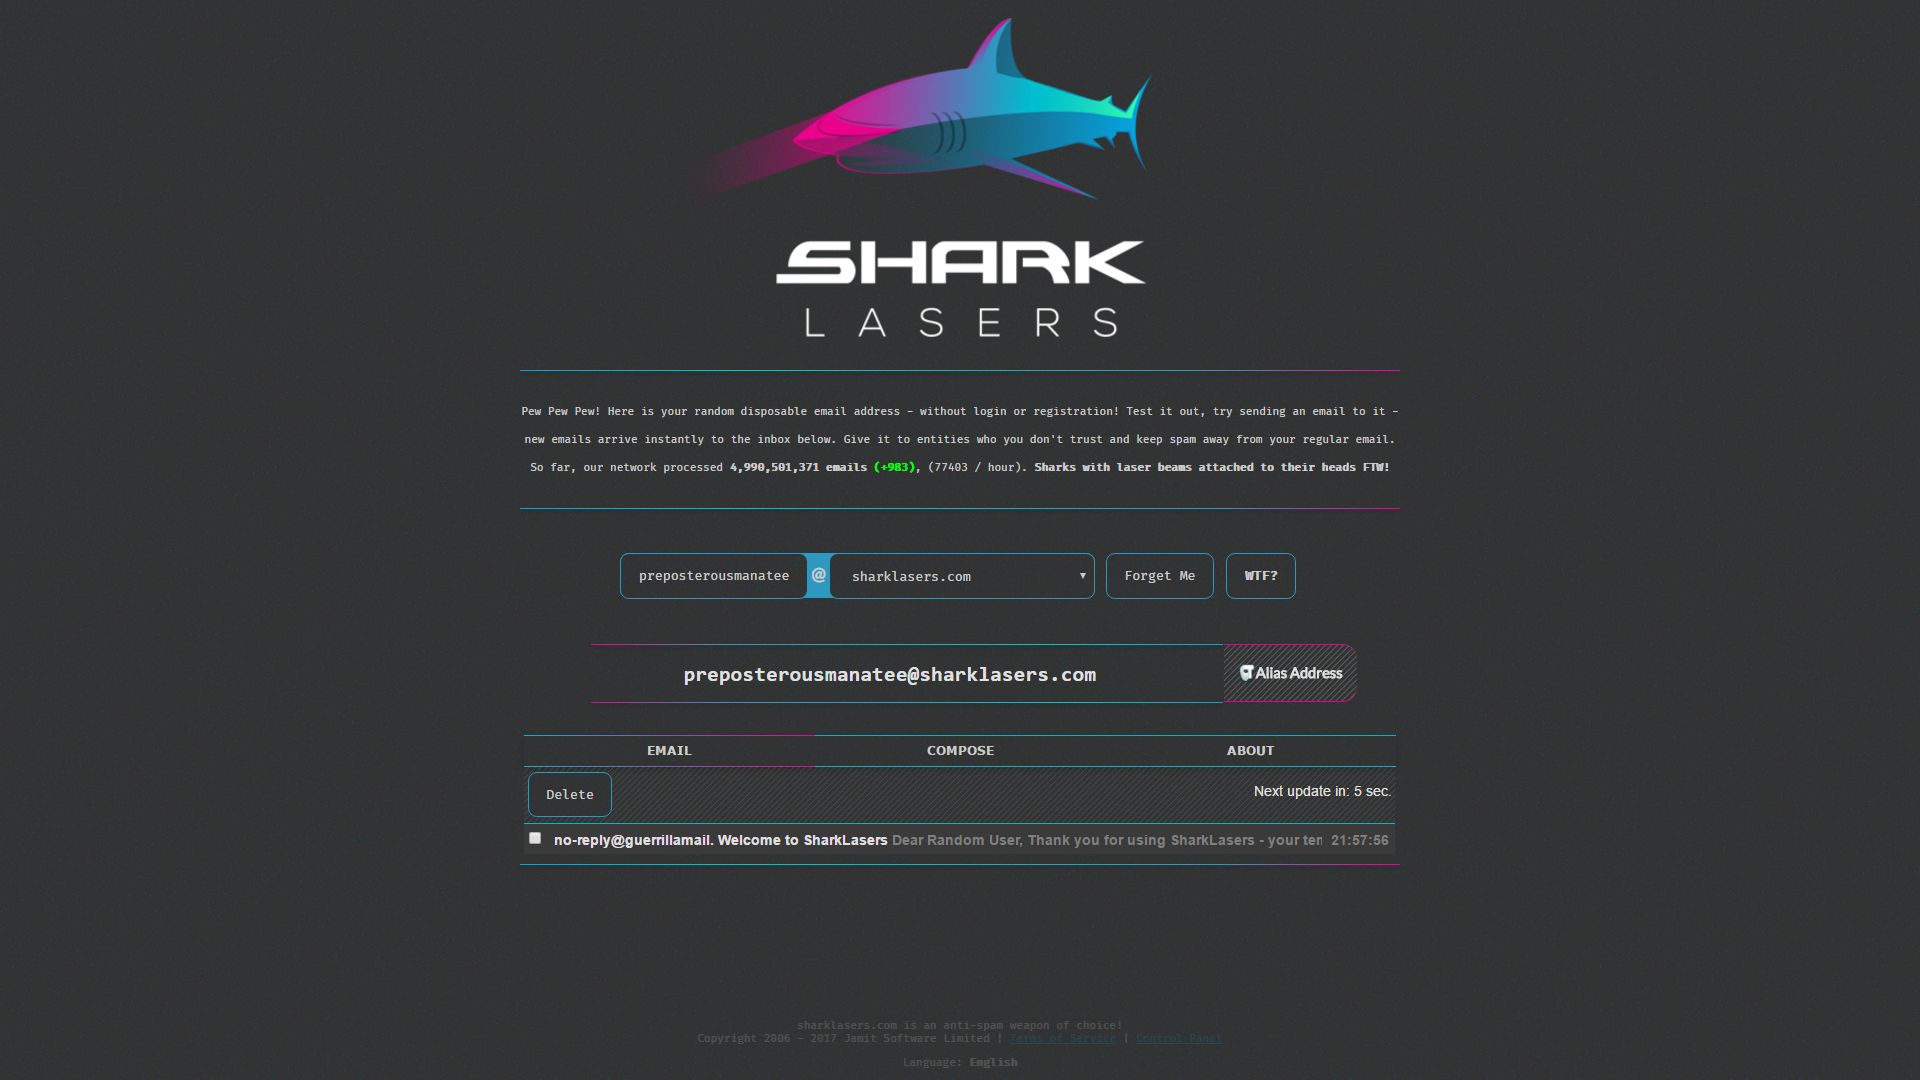 SHARK
LASERS
Pew Pew Pew! Here is your random disposable email address - without login or registration! Test it out, try sending an email to it -
new emails arrive instantly to the inbox below. Give it to entities who you don't trust and keep spam away from your regular email.
So far, our network processed 4,990,501,371 emails (+983), (77403 / hour). Sharks with laser beams attached to their heads FTW!
preposterousmanatee @ sharklasers.com Forget Me WTF?
preposterousmanatee@sharklasers.com Alias Address
EMAIL COMPOSE ABOUT
Delete Next update in: 5 sec.
no-reply@guerrillamail. Welcome to SharkLasers Dear Random User, Thank you for using SharkLasers - your ten 21:57:56
sharklasers.com is an anti-spam weapon of choice!
Copyright 2006 - 2017 Jamit Software Limited | Terms of Service | Control Panel
Language: English